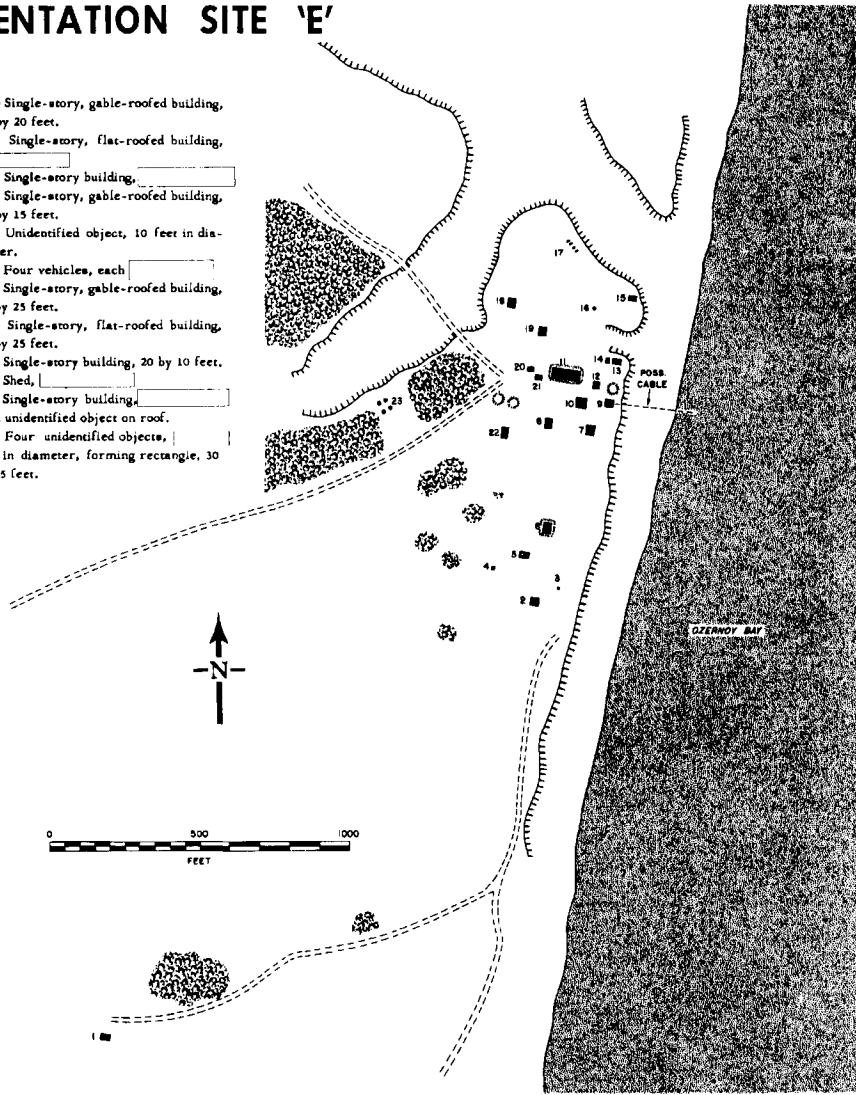 ENTATION SITE 'E'
Single-story, gable-roofed building,
by 20 feet.
Single-story, flat-roofed building,
Single-story building,
Single-story, gable-roofed building,
by 15 feet.
Unidentified object, 10 feet in dia-
er.
Four vehicles, each
Single-story, gable-roofed building,
by 25 feet.
Single-story, flat-roofed building,
by 25 feet.
Single-story building, 20 by 10 feet.
Shed,
Single-story building,
unidentified object on roof.
Four unidentified objects,
in diameter, forming rectangle, 30
5 feet.
17
18
16
15
19
20
21
11
14
13
12
POSS.
CABLE
23
10
9
22
6
7
5
4
3
2
OZERNOY BAY
N
0 500 1000
FEET
1